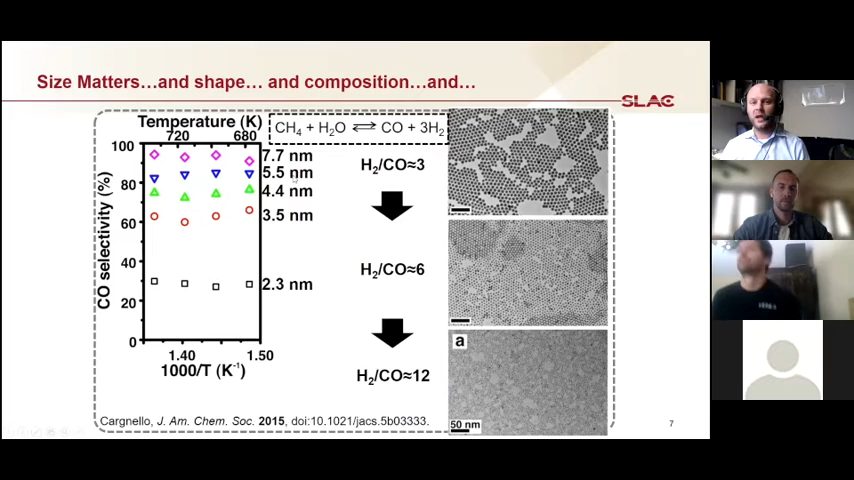 Size Matters…and shape… and composition…and…
SLAC
Temperature (K)
720 680
CH₄ + H₂O ⇌ CO + 3H₂
100
80
60
40
20
0
CO selectivity (%)
7.7 nm
5.5 nm
4.4 nm
3.5 nm
2.3 nm
1.40 1.50
1000/T (K⁻¹)
H₂/CO≈3
H₂/CO≈6
H₂/CO≈12
a
50 nm
Cargnello, J. Am. Chem. Soc. 2015, doi:10.1021/jacs.5b03333.
7